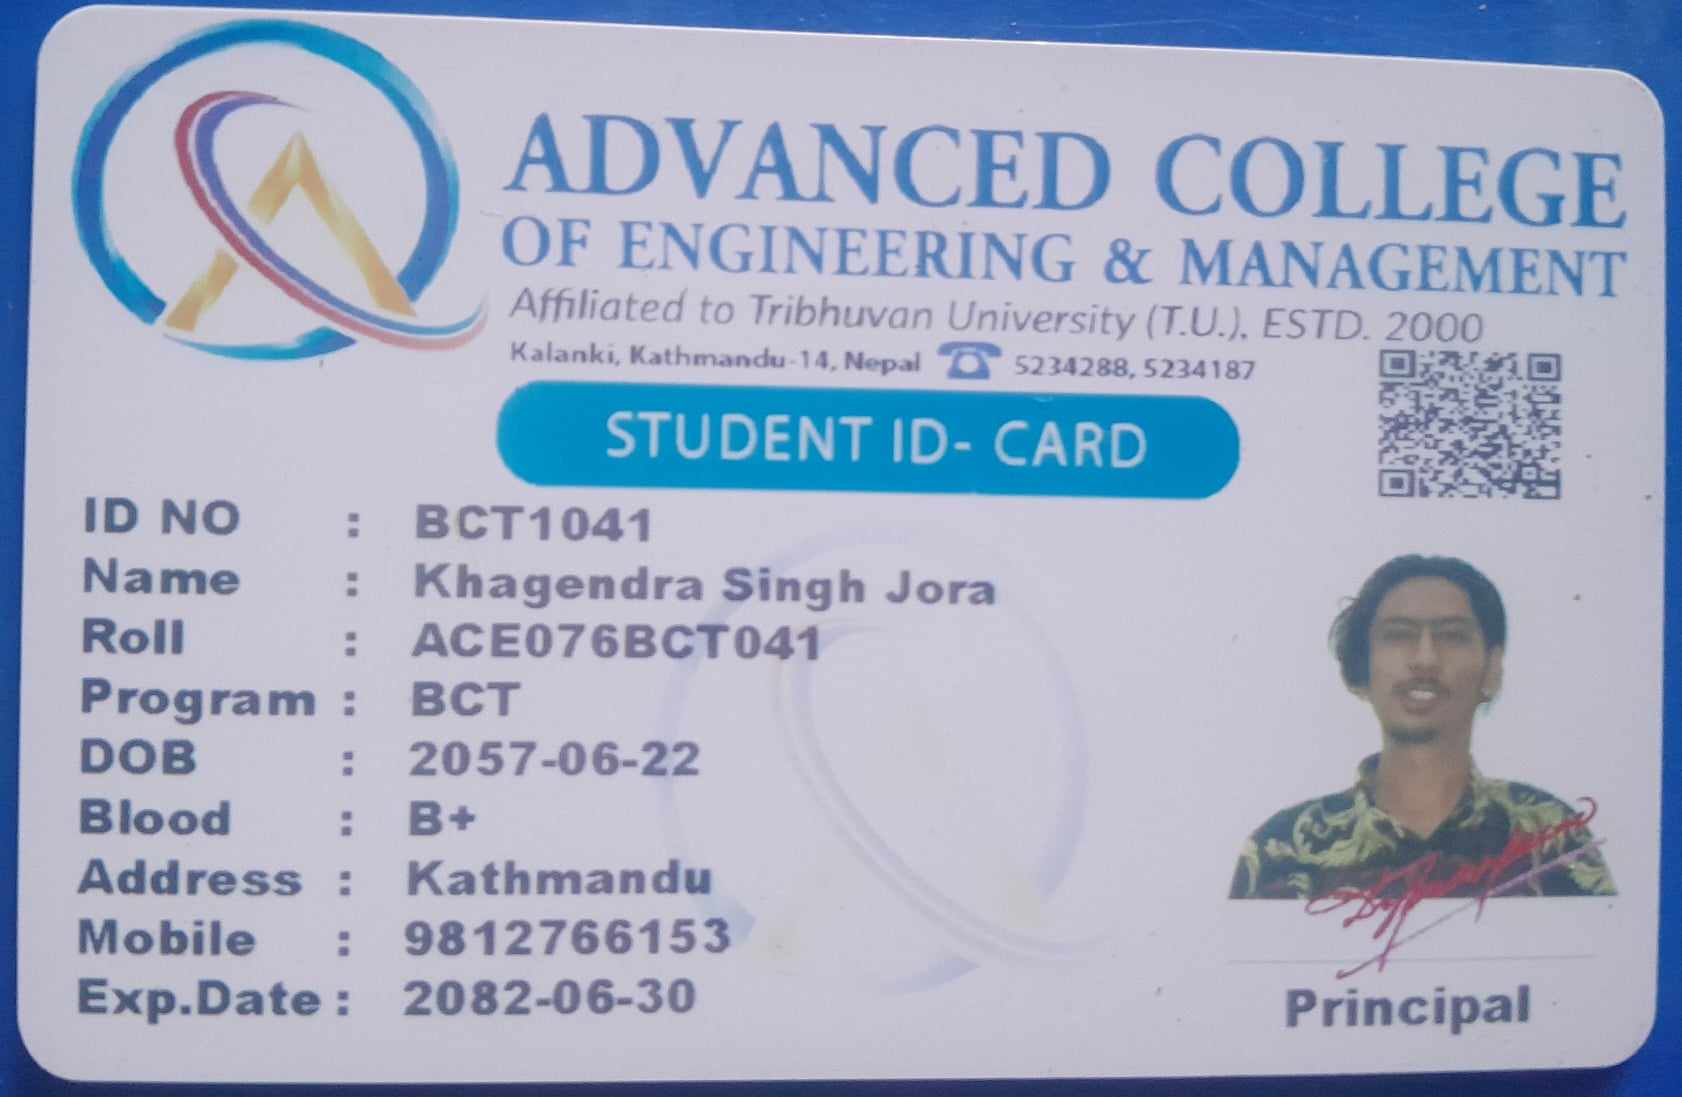 ADVANCED COLLEGE
OF ENGINEERING & MANAGEMENT
Affiliated to Tribhuvan University (T.U.), ESTD. 2000
Kalanki, Kathmandu-14, Nepal ☎ 5234288, 5234187
STUDENT ID- CARD
ID NO : BCT1041
Name : Khagendra Singh Jora
Roll : ACE076BCT041
Program : BCT
DOB : 2057-06-22
Blood : B+
Address : Kathmandu
Mobile : 9812766153
Exp.Date : 2082-06-30
Principal